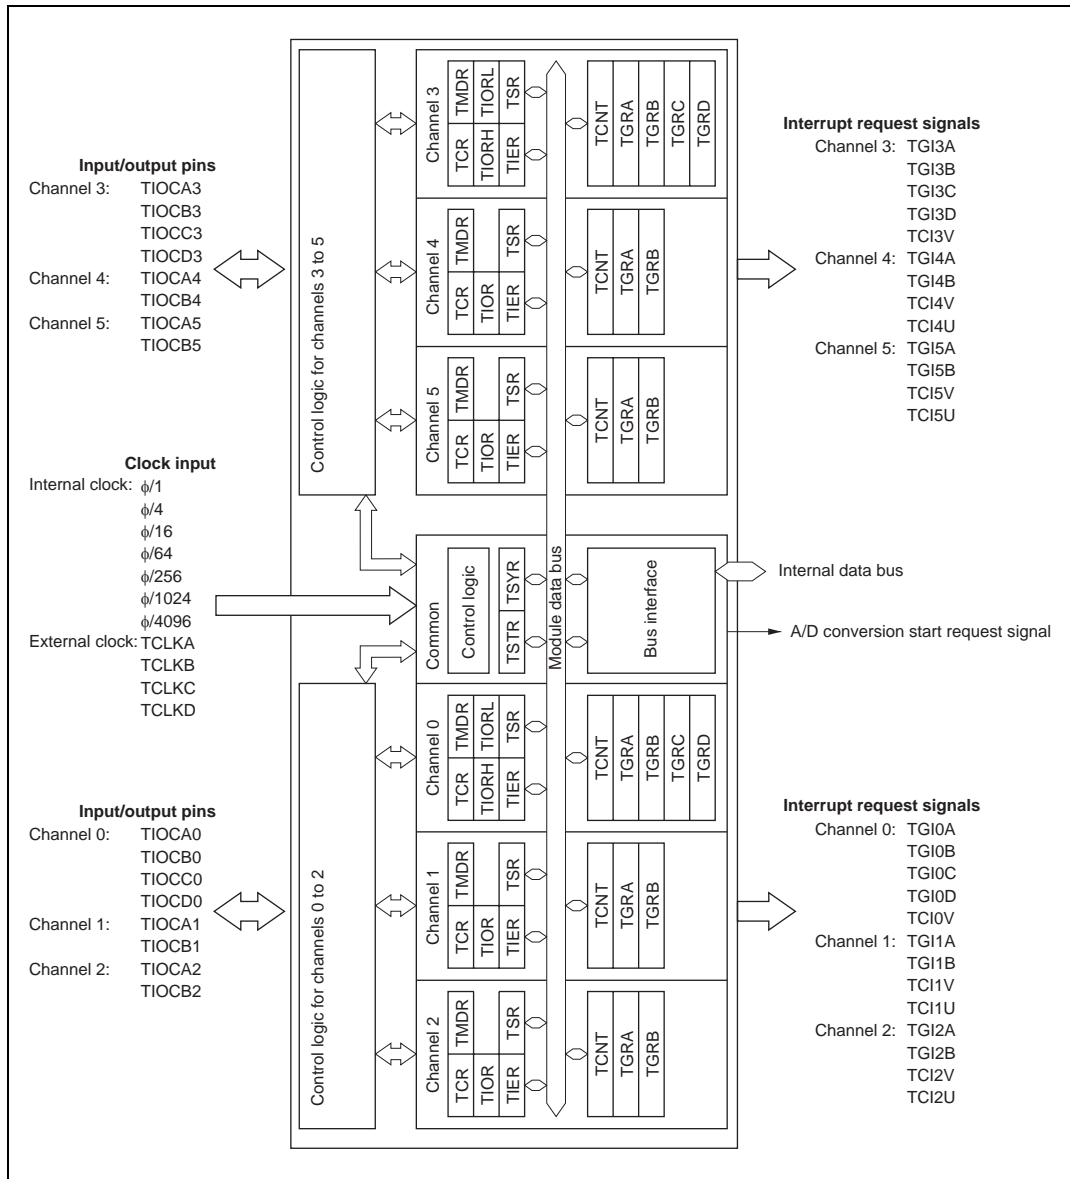 Input/output pins
Channel 3: TIOCA3
TIOCB3
TIOCC3
TIOCD3
Channel 4: TIOCA4
TIOCB4
Channel 5: TIOCA5
TIOCB5
Clock input
Internal clock: ϕ/1
ϕ/4
ϕ/16
ϕ/64
ϕ/256
ϕ/1024
ϕ/4096
External clock: TCLKA
TCLKB
TCLKC
TCLKD
Input/output pins
Channel 0: TIOCA0
TIOCB0
TIOCC0
TIOCD0
Channel 1: TIOCA1
TIOCB1
Channel 2: TIOCA2
TIOCB2
Control logic for channels 3 to 5
Control logic for channels 0 to 2
Channel 3
TCR TMDR
TIORH TIORL
TIER TSR
TCNT
TGRA
TGRB
TGRC
TGRD
Channel 4
TCR TMDR
TIOR
TIER TSR
TCNT
TGRA
TGRB
Channel 5
TCR TMDR
TIOR
TIER TSR
TCNT
TGRA
TGRB
Common
Control logic
TSTR TSYR
Module data bus
Bus interface
Channel 0
TCR TMDR
TIORH TIORL
TIER TSR
TCNT
TGRA
TGRB
TGRC
TGRD
Channel 1
TCR TMDR
TIOR
TIER TSR
TCNT
TGRA
TGRB
Channel 2
TCR TMDR
TIOR
TIER TSR
TCNT
TGRA
TGRB
Interrupt request signals
Channel 3: TGI3A
TGI3B
TGI3C
TGI3D
TCI3V
Channel 4: TGI4A
TGI4B
TCI4V
TCI4U
Channel 5: TGI5A
TGI5B
TCI5V
TCI5U
Internal data bus
A/D conversion start request signal
Interrupt request signals
Channel 0: TGI0A
TGI0B
TGI0C
TGI0D
TCI0V
Channel 1: TGI1A
TGI1B
TCI1V
TCI1U
Channel 2: TGI2A
TGI2B
TCI2V
TCI2U